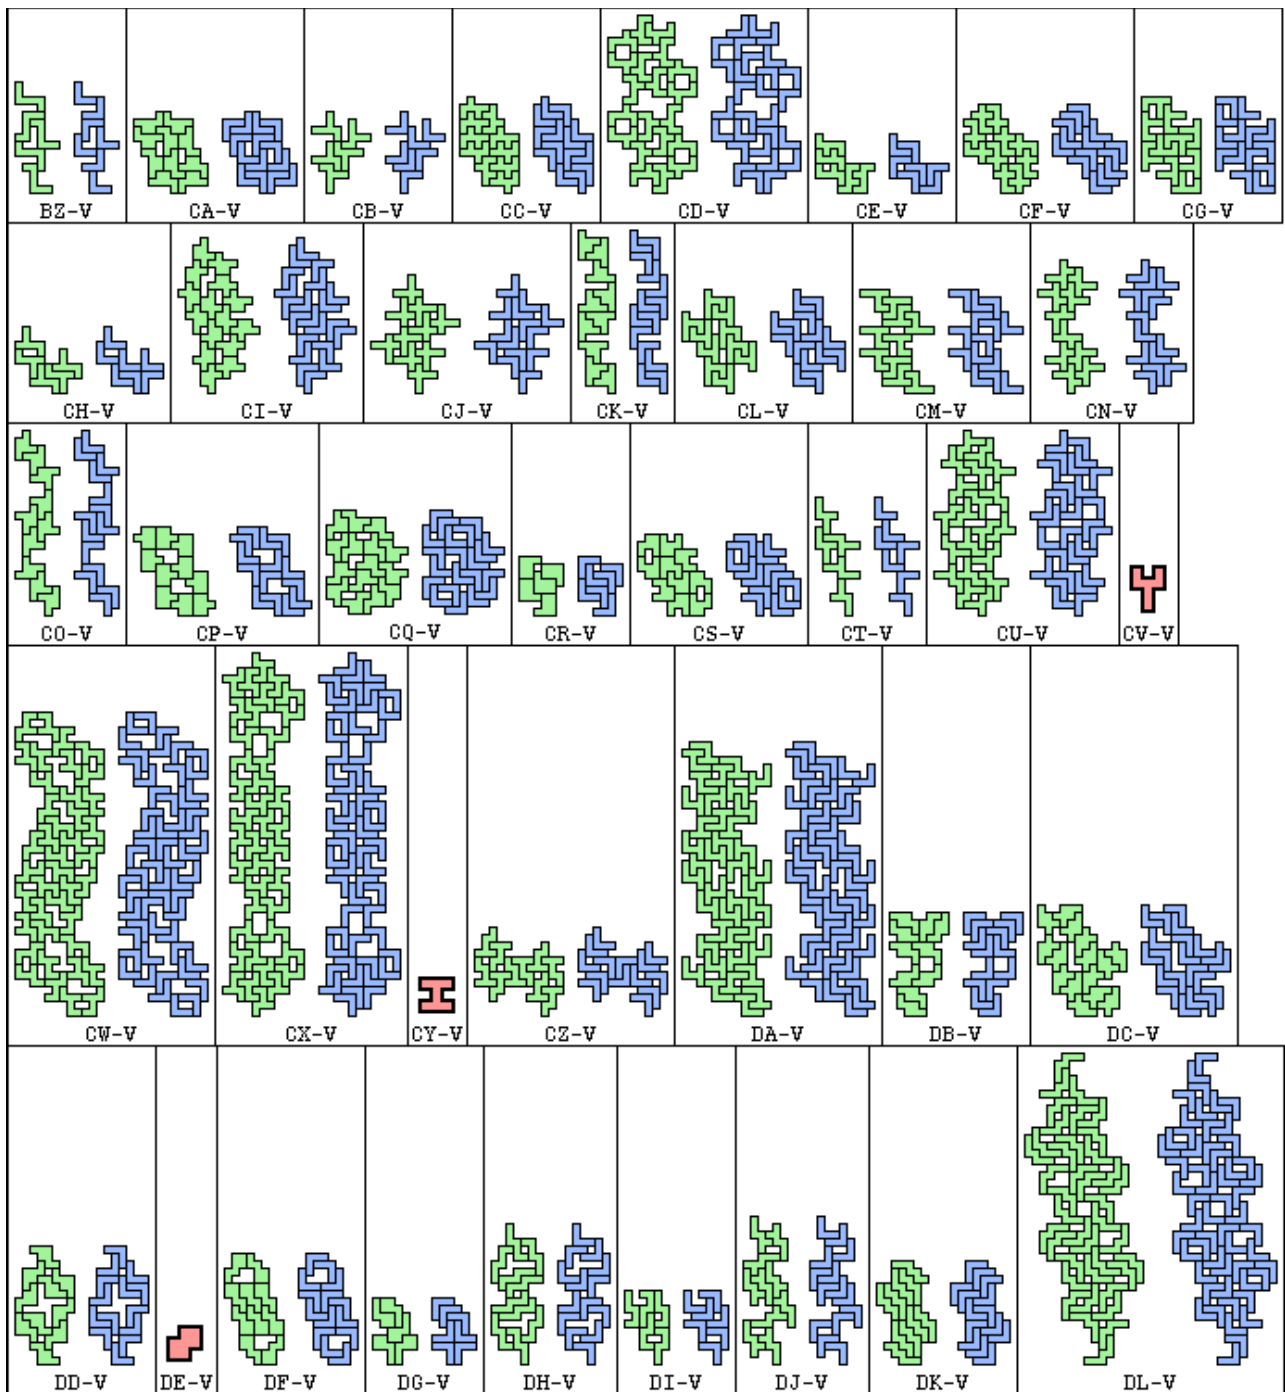 BZ-V CA-V CB-V CC-V CD-V CE-V CF-V CG-V
CH-V CI-V CJ-V CK-V CL-V CM-V CN-V
CO-V CP-V CQ-V CR-V CS-V CT-V CU-V CV-V
CW-V CX-V CY-V CZ-V DA-V DB-V DC-V
DD-V DE-V DF-V DG-V DH-V DI-V DJ-V DK-V DL-V